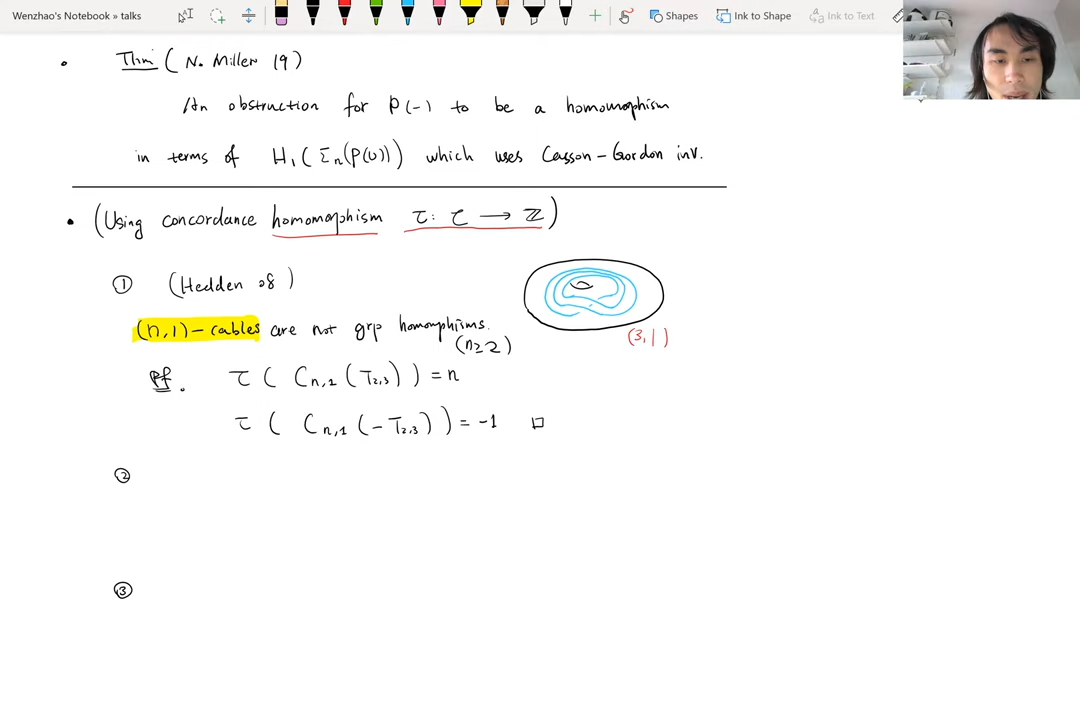 Wenzhao's Notebook » talks
Shapes
Ink to Shape
Ink to Text
• Thm ( N. Miller 19 )
An obstruction for P(-) to be a homomorphism
in terms of H₁ ( Σₙ(P(U)) ) which uses Casson-Gordon inv.
• (Using concordance homomorphism τ: C → ℤ )
① (Hedden 08 )
(n,1)-cables are not grp homomorphisms.
(n≥2)
(3,1)
Pf. τ ( Cₙ,₁ ( T₂,₃ ) ) = n
τ ( Cₙ,₁ ( - T₂,₃ ) ) = -1 □
②
③